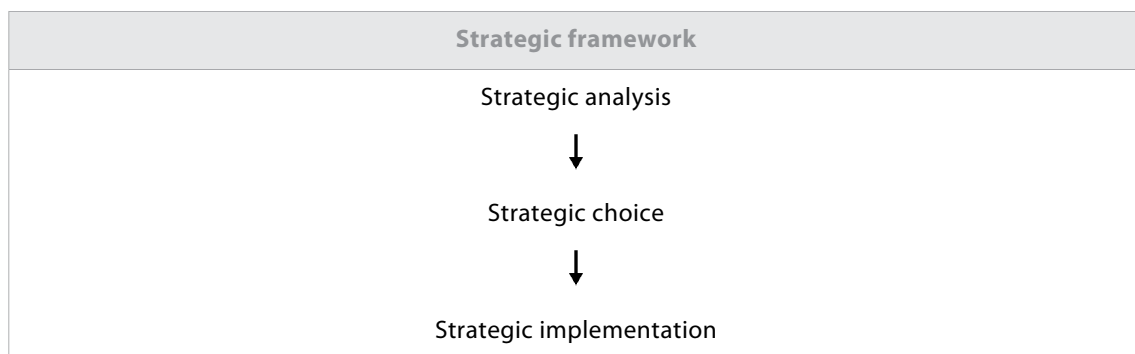 Strategic framework
Strategic analysis
Strategic choice
Strategic implementation